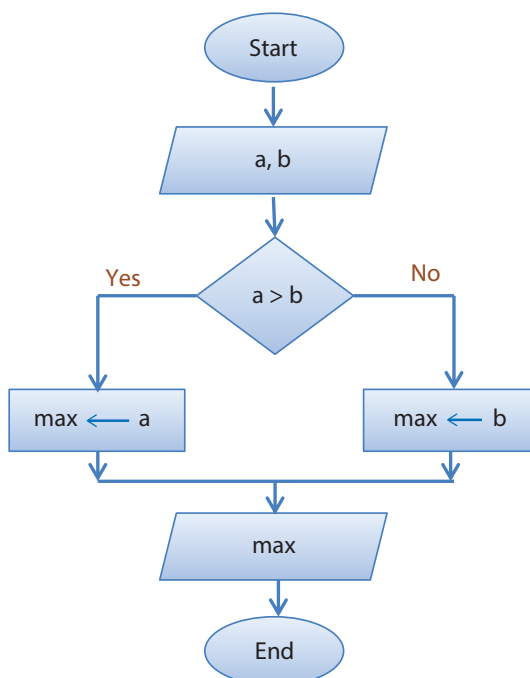 Start
a, b
Yes
No
a > b
max ← a
max ← b
max
End